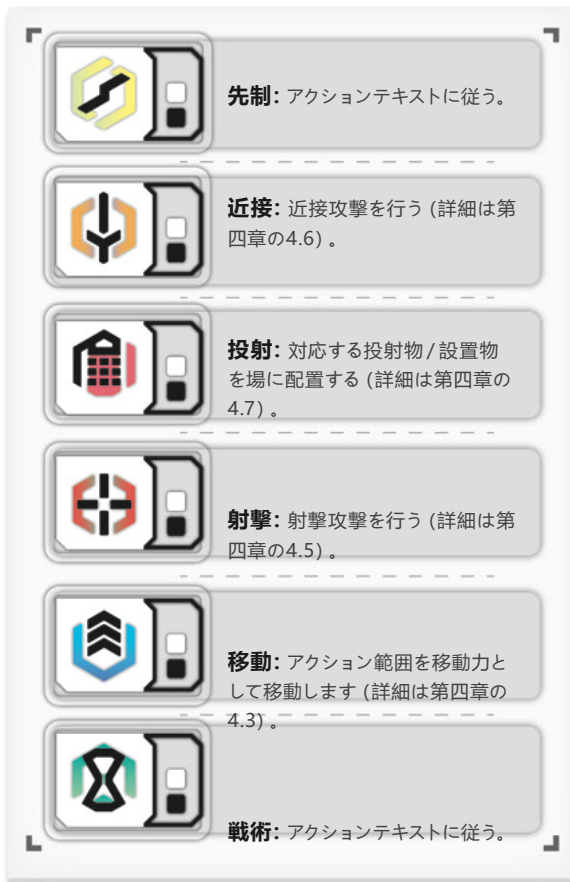 先制: アクションテキストに従う。
近接: 近接攻撃を行う (詳細は第
四章の4.6) 。
投射: 対応する投射物 / 設置物
を場に配置する (詳細は第四章の
4.7) 。
射撃: 射撃攻撃を行う (詳細は第
四章の4.5) 。
移動: アクション範囲を移動力と
して移動します (詳細は第四章の
4.3) 。
戦術: アクションテキストに従う。